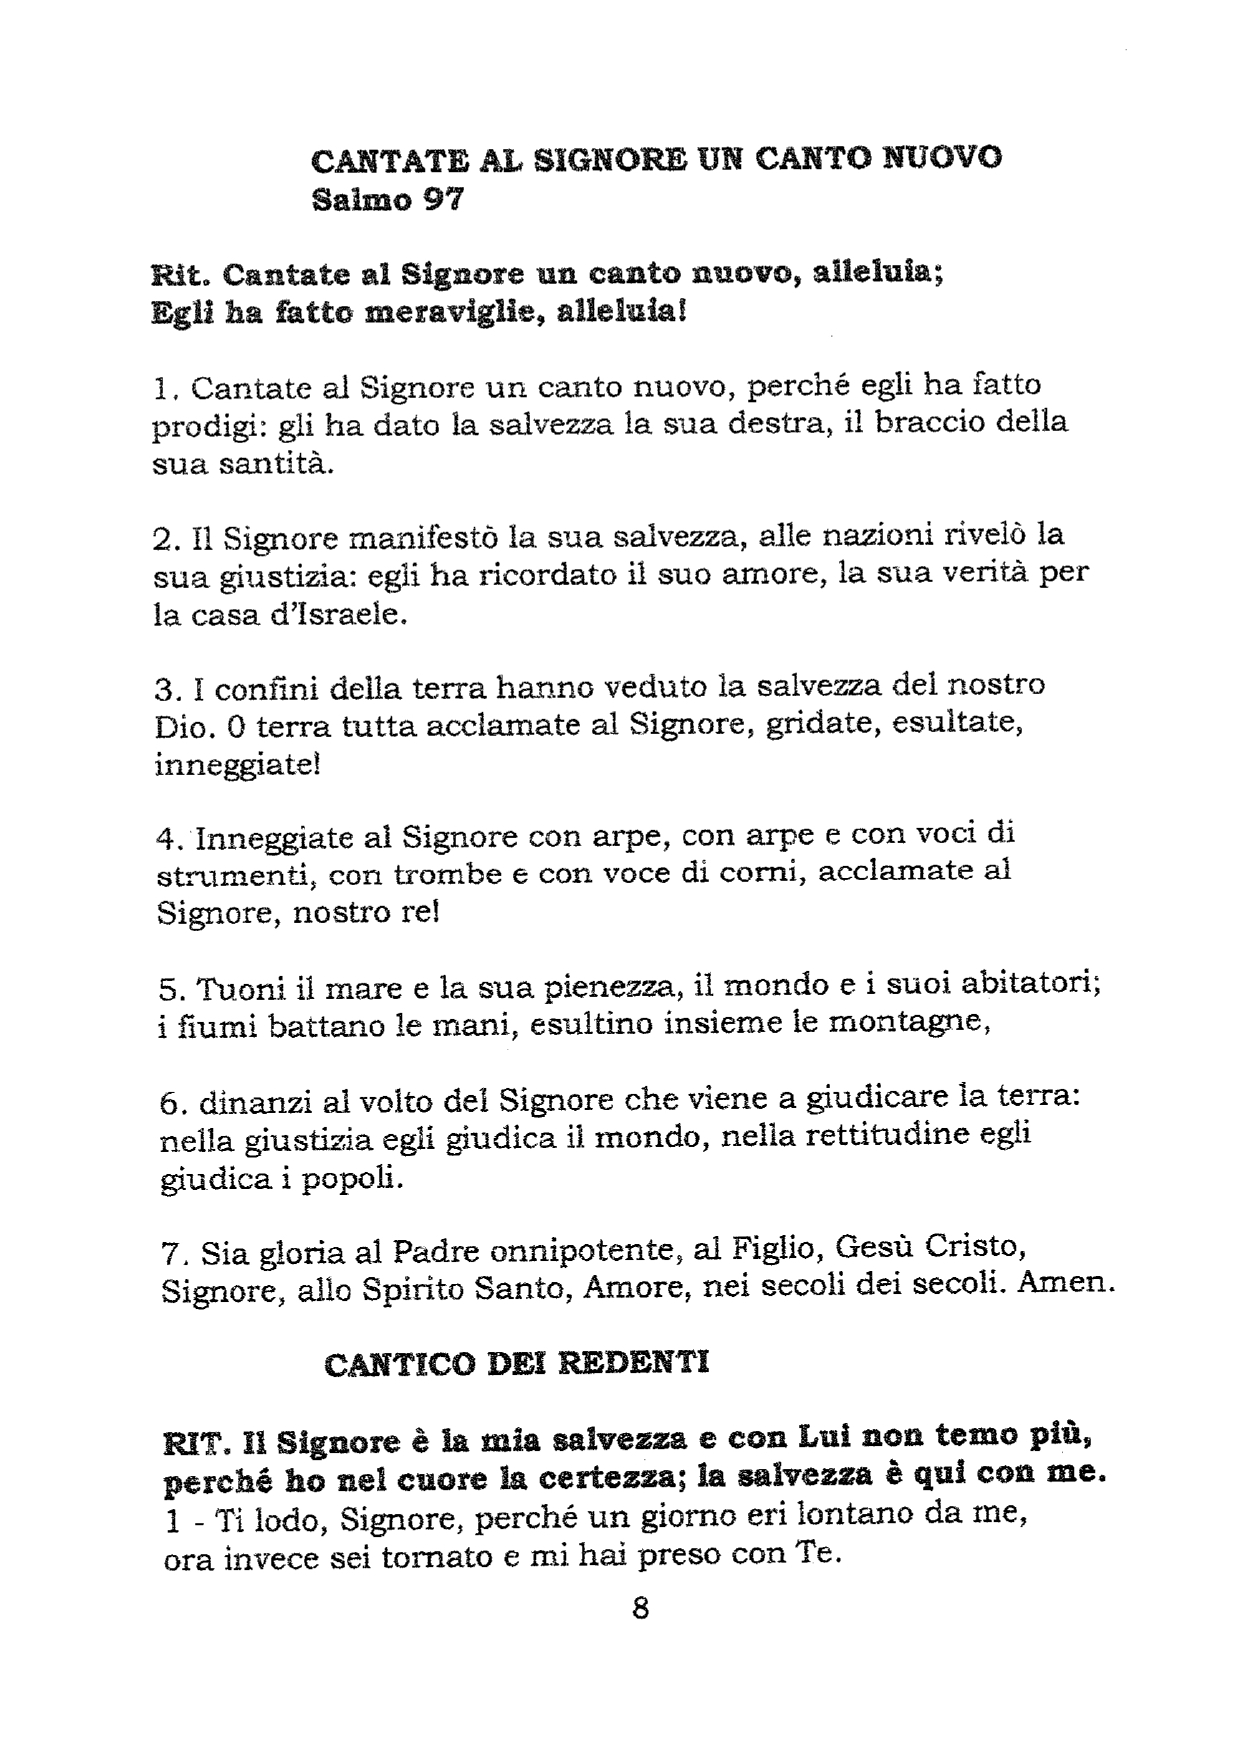 CANTATE AL SIGNORE UN CANTO NUOVO
Salmo 97
Rit. Cantate al Signore un canto nuovo, alleluia;
Egli ha fatto meraviglie, alleluia!
1. Cantate al Signore un canto nuovo, perché egli ha fatto
prodigi: gli ha dato la salvezza la sua destra, il braccio della
sua santità.
2. Il Signore manifestò la sua salvezza, alle nazioni rivelò la
sua giustizia: egli ha ricordato il suo amore, la sua verità per
la casa d'Israele.
3. I confini della terra hanno veduto la salvezza del nostro
Dio. O terra tutta acclamate al Signore, gridate, esultate,
inneggiate!
4. Inneggiate al Signore con arpe, con arpe e con voci di
strumenti, con trombe e con voce di corni, acclamate al
Signore, nostro re!
5. Tuoni il mare e la sua pienezza, il mondo e i suoi abitatori;
i fiumi battano le mani, esultino insieme le montagne,
6. dinanzi al volto del Signore che viene a giudicare la terra:
nella giustizia egli giudica il mondo, nella rettitudine egli
giudica i popoli.
7. Sia gloria al Padre onnipotente, al Figlio, Gesù Cristo,
Signore, allo Spirito Santo, Amore, nei secoli dei secoli. Amen.
CANTICO DEI REDENTI
RIT. Il Signore è la mia salvezza e con Lui non temo più,
perché ho nel cuore la certezza; la salvezza è qui con me.
1 - Ti lodo, Signore, perché un giorno eri lontano da me,
ora invece sei tornato e mi hai preso con Te.
8